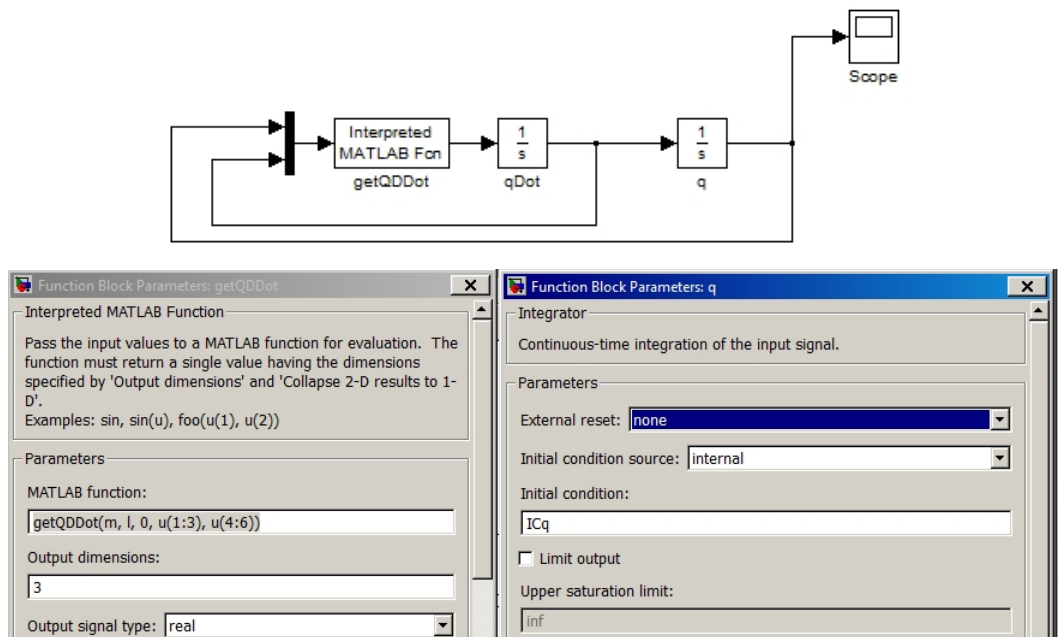 Scope
Interpreted
MATLAB Fcn
getQDDot
1
s
qDot
1
s
q
Function Block Parameters: getQDDot
Interpreted MATLAB Function
Pass the input values to a MATLAB function for evaluation. The
function must return a single value having the dimensions
specified by 'Output dimensions' and 'Collapse 2-D results to 1-
D'.
Examples: sin, sin(u), foo(u(1), u(2))
Parameters
MATLAB function:
getQDDot(m, l, 0, u(1:3), u(4:6))
Output dimensions:
3
Output signal type: real
Function Block Parameters: q
Integrator
Continuous-time integration of the input signal.
Parameters
External reset: none
Initial condition source: internal
Initial condition:
ICq
Limit output
Upper saturation limit:
inf